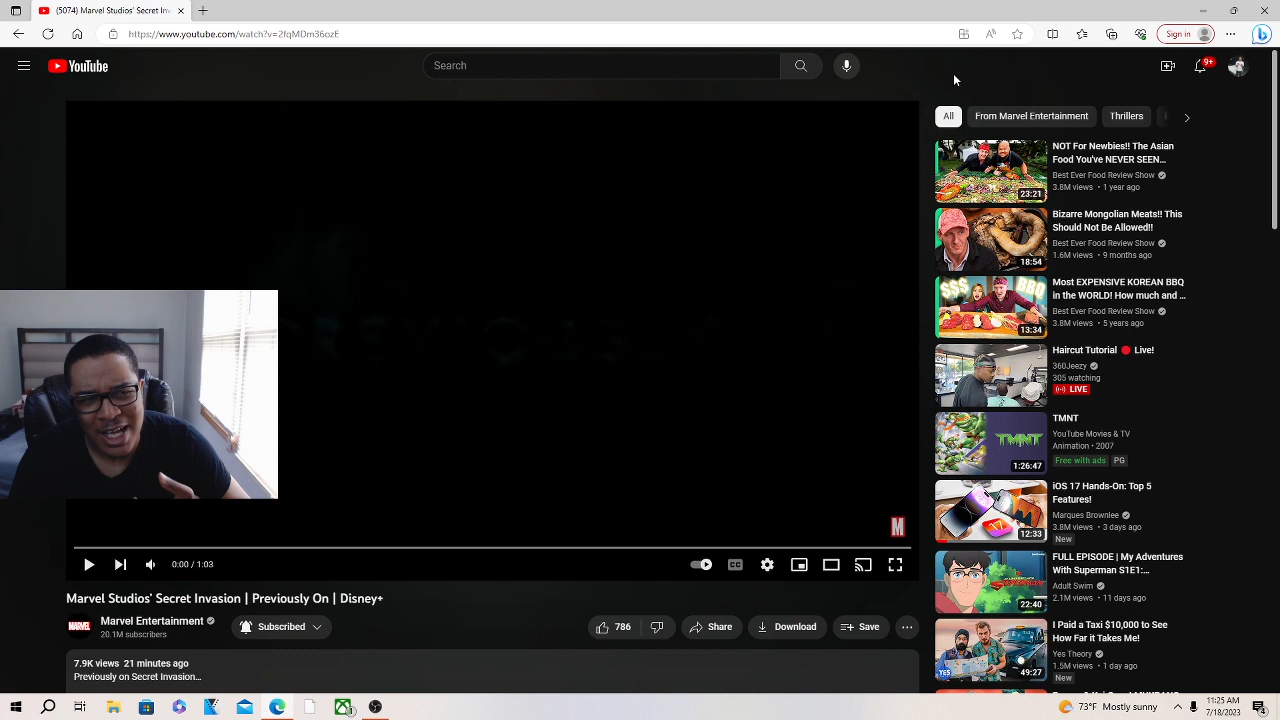 (5074) Marvel Studios' Secret Inv
https://www.youtube.com/watch?v=2fqMDm36ozE
Sign in
YouTube
Search
9+
All
From Marvel Entertainment
Thrillers
NOT For Newbies!! The Asian
Food You've NEVER SEEN...
Best Ever Food Review Show
3.8M views • 1 year ago
23:21
Bizarre Mongolian Meats!! This
Should Not Be Allowed!!
Best Ever Food Review Show
1.6M views • 9 months ago
18:54
$$$
BBQ
Most EXPENSIVE KOREAN BBQ
in the WORLD! How much and ...
Best Ever Food Review Show
3.8M views • 5 years ago
13:34
Haircut Tutorial 🔴 Live!
360Jeezy
305 watching
LIVE
TMNT
TMNT
YouTube Movies & TV
Animation • 2007
Free with ads PG
1:26:47
17
iOS 17 Hands-On: Top 5
Features!
Marques Brownlee
3.8M views • 3 days ago
New
12:33
FULL EPISODE | My Adventures
With Superman S1E1:...
Adult Swim
2.1M views • 11 days ago
22:40
YES
I Paid a Taxi $10,000 to See
How Far it Takes Me!
Yes Theory
1.5M views • 1 day ago
New
49:27
M
0:00 / 1:03
CC
Marvel Studios' Secret Invasion | Previously On | Disney+
MARVEL
Marvel Entertainment
20.1M subscribers
Subscribed
786
Share
Download
Save
7.9K views 21 minutes ago
Previously on Secret Invasion...
73°F Mostly sunny
11:25 AM
7/18/2023
4